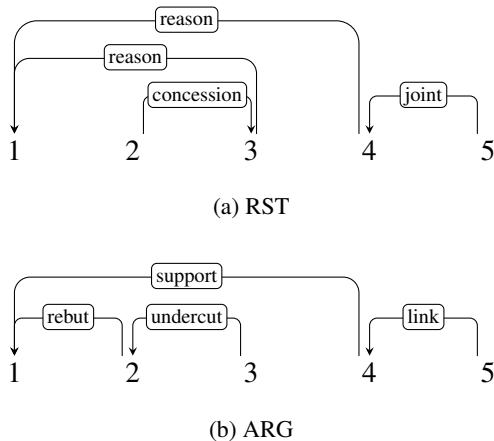 reason
reason
concession joint
1 2 3 4 5
(a) RST
support
rebut undercut link
1 2 3 4 5
(b) ARG